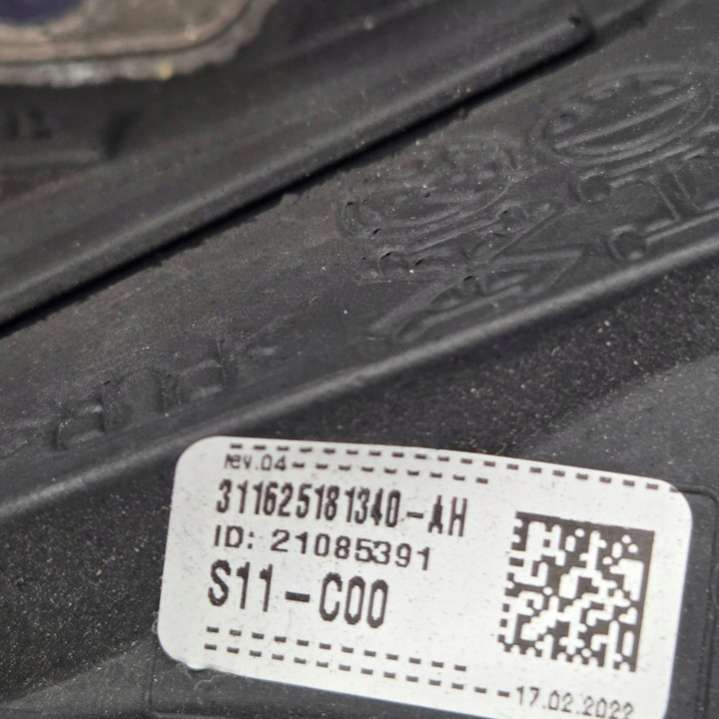 rev.04
311625181340-AH
ID: 21085391
S11-C00
17.02.2022